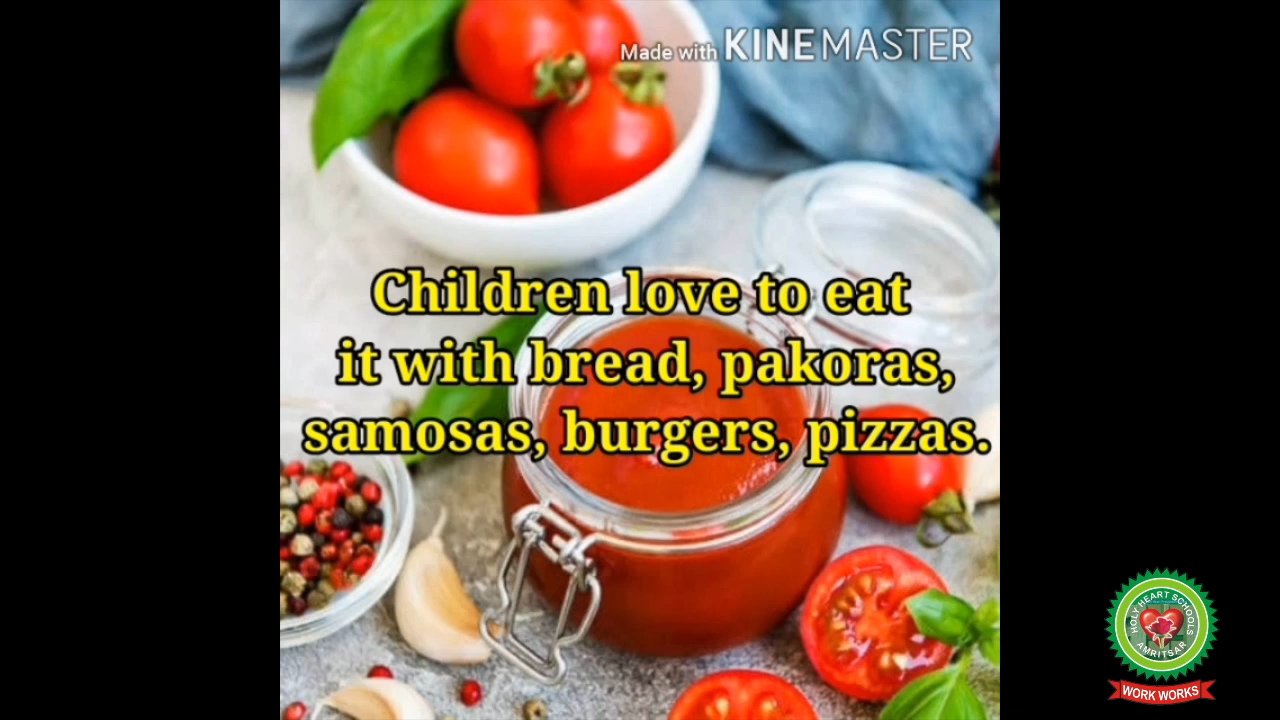 Made with KINEMASTER
Children love to eat
it with bread, pakoras,
samosas, burgers, pizzas.
HOLY HEART SCHOOLS
AMRITSAR
WORK WORKS